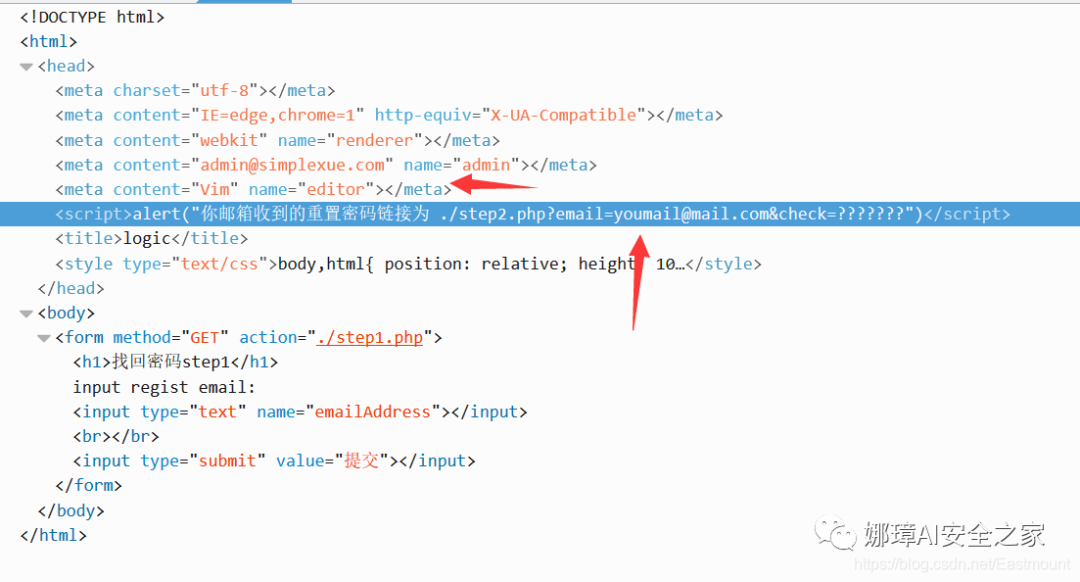 <!DOCTYPE html>
<html>
<head>
<meta charset="utf-8"></meta>
<meta content="IE=edge,chrome=1" http-equiv="X-UA-Compatible"></meta>
<meta content="webkit" name="renderer"></meta>
<meta content="admin@simplexue.com" name="admin"></meta>
<meta content="Vim" name="editor"></meta>
<script>alert("你邮箱收到的重置密码链接为 ./step2.php?email=youmail@mail.com&check=???????")</script>
<title>logic</title>
<style type="text/css">body,html{ position: relative; height 10…</style>
</head>
<body>
<form method="GET" action="./step1.php">
<h1>找回密码step1</h1>
input regist email:
<input type="text" name="emailAddress"></input>
<br></br>
<input type="submit" value="提交"></input>
</form>
</body>
</html>
娜璋AI安全之家
https://blog.csdn.net/Eastmount